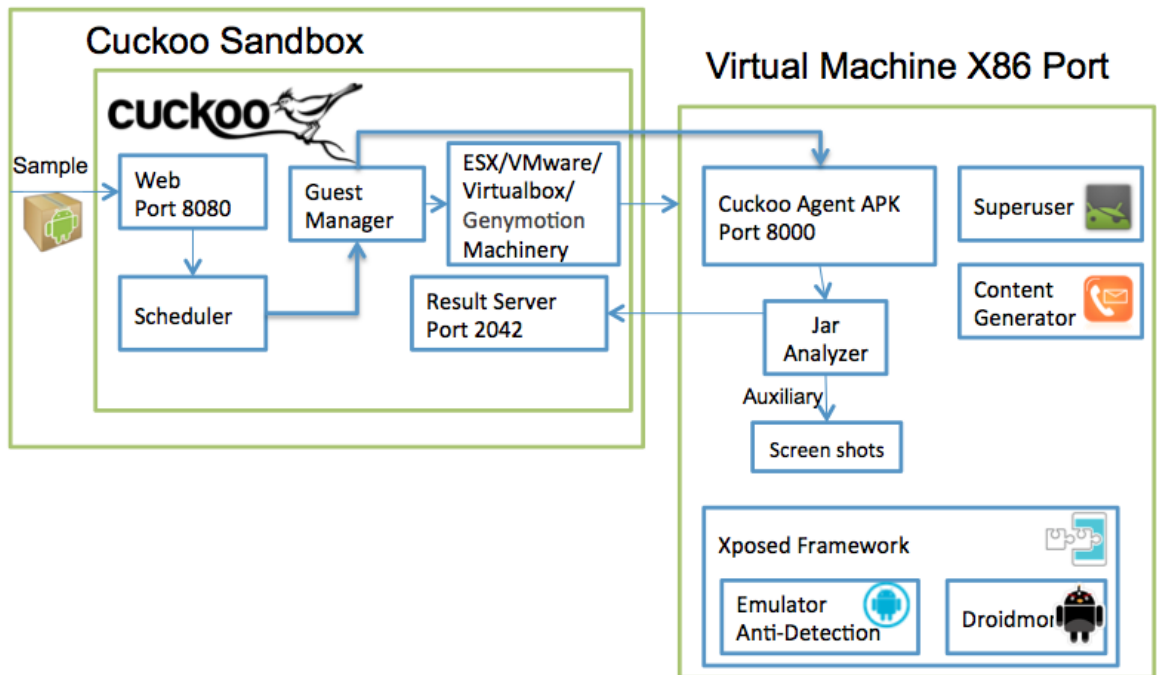 Cuckoo Sandbox
cuckoo
Sample
Web
Port 8080
Scheduler
Guest
Manager
ESX/VMware/
Virtualbox/
Genymotion
Machinery
Result Server
Port 2042
Virtual Machine X86 Port
Cuckoo Agent APK
Port 8000
Superuser
Content
Generator
Jar
Analyzer
Auxiliary
Screen shots
Xposed Framework
Emulator
Anti-Detection